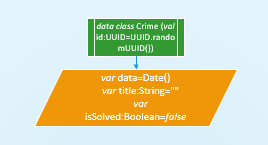 data class Crime (val
id:UUID=UUID.rando
mUUID())
var data=Date()
var title:String=""
var
isSolved:Boolean=false